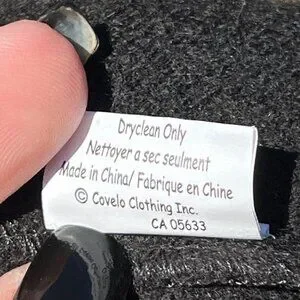 Dryclean Only
Nettoyer a sec seulment
Made in China/ Fabrique en Chine
© Covelo Clothing Inc.
CA 05633